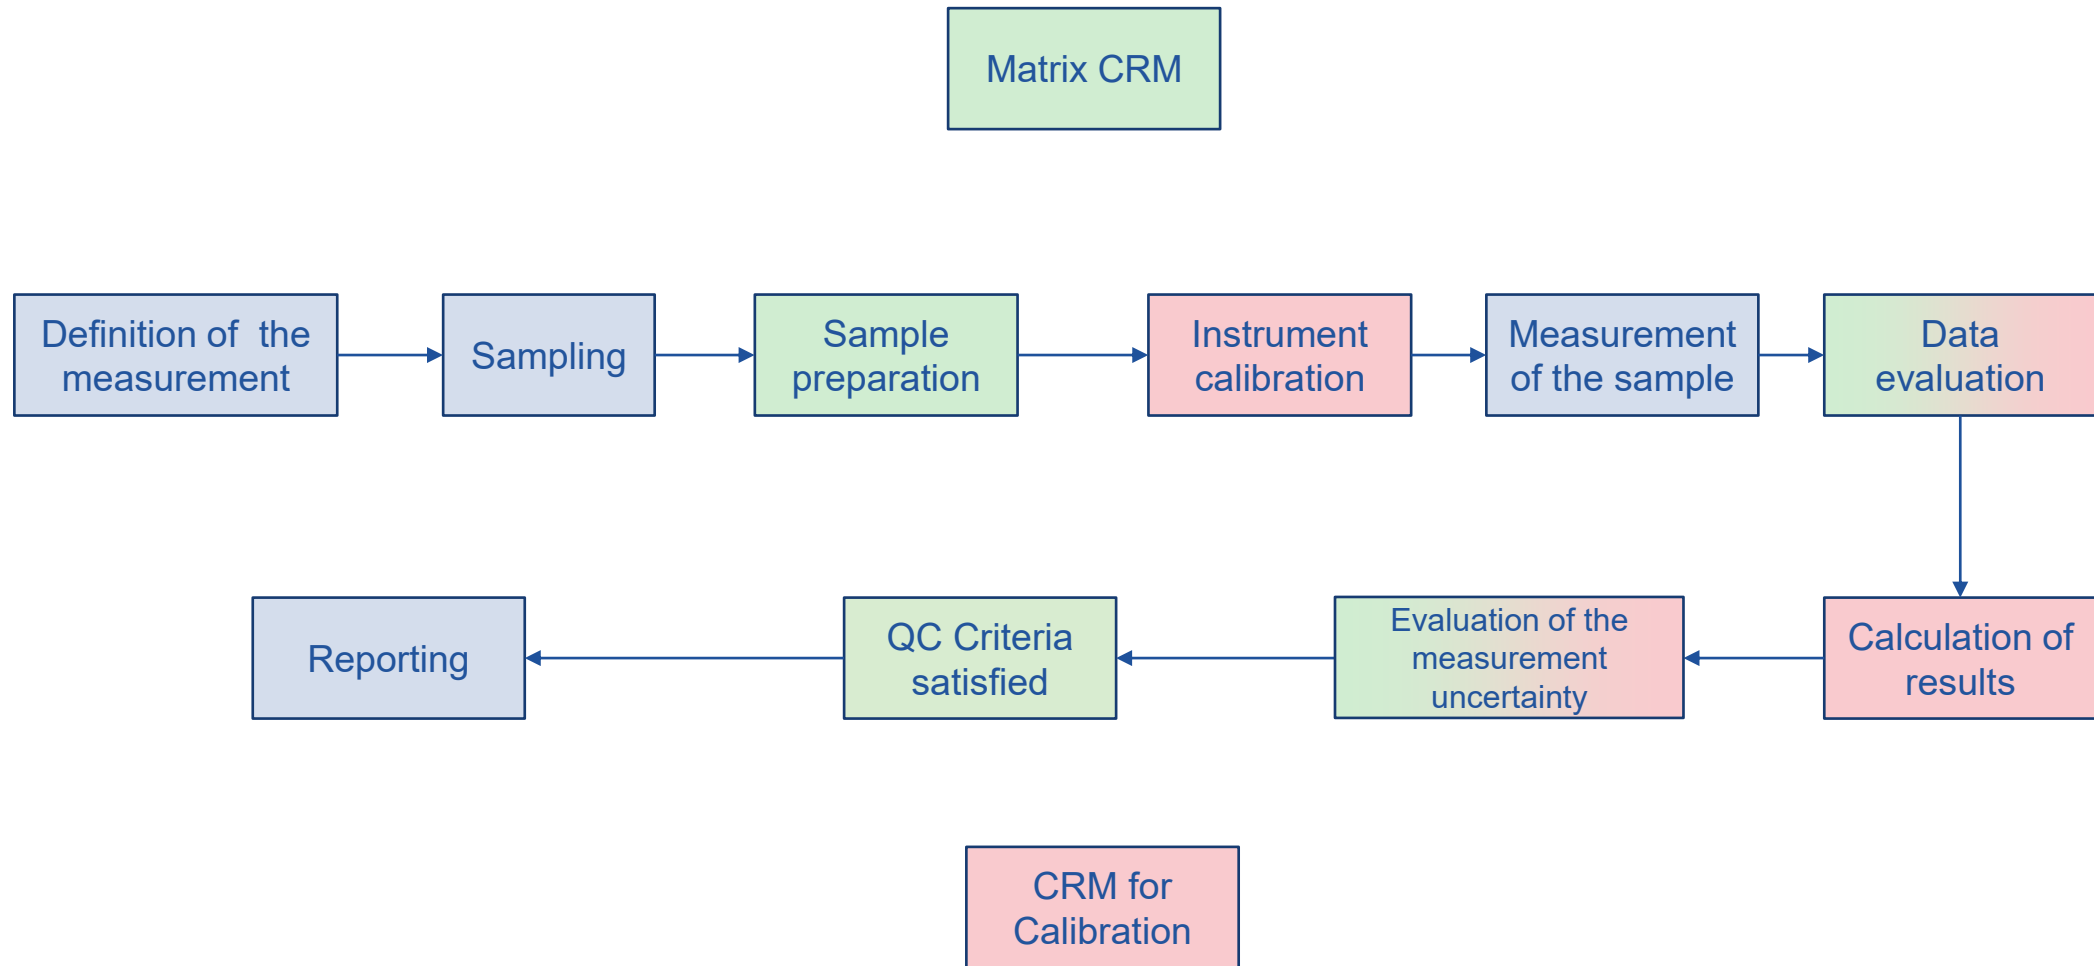 Matrix CRM
Definition of  the
measurement
Sampling
Sample
preparation
Instrument
calibration
Measurement
of the sample
Data
evaluation
Reporting
QC Criteria
satisfied
Evaluation of the
measurement
uncertainty
Calculation of
results
CRM for
Calibration